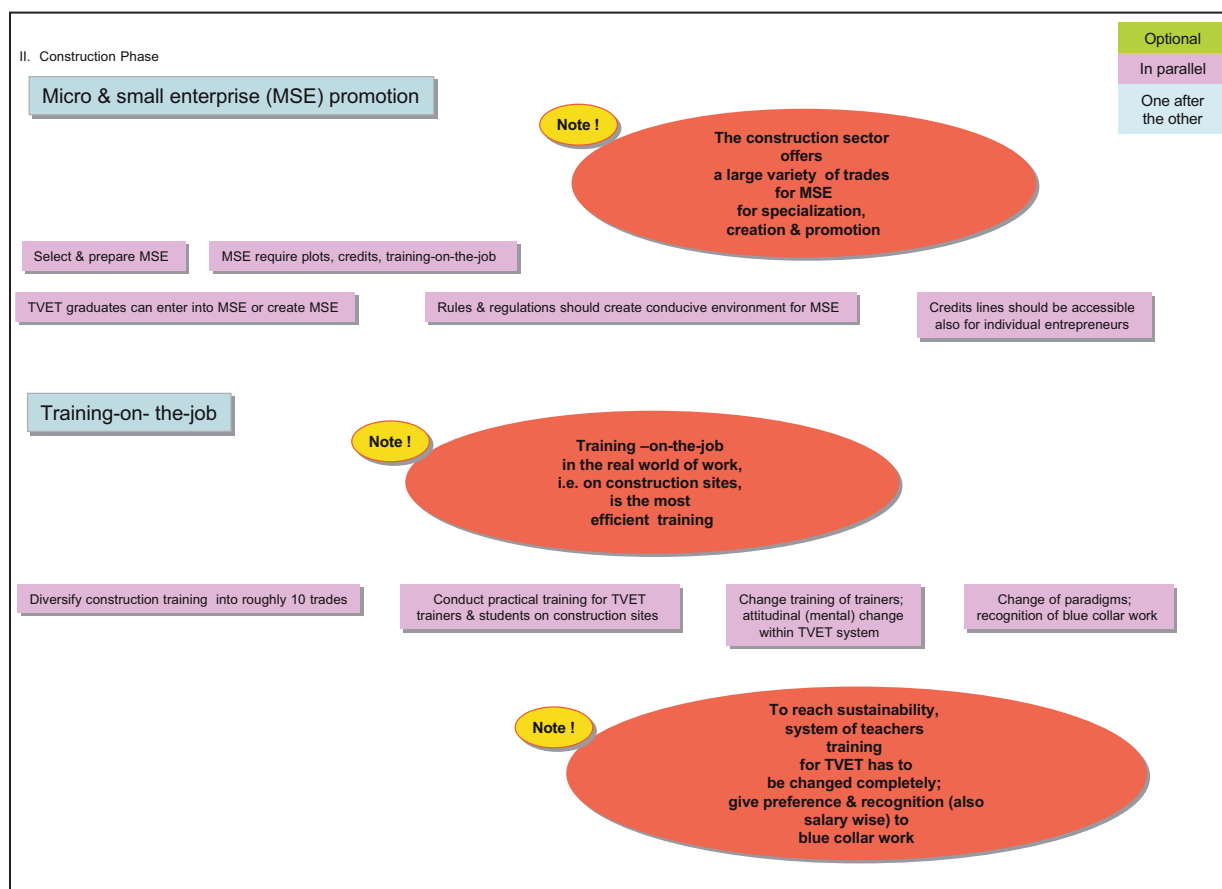 II. Construction Phase
Optional
In parallel
One after
the other
Micro & small enterprise (MSE) promotion
Note !
The construction sector
offers
a large variety of trades
for MSE
for specialization,
creation & promotion
Select & prepare MSE
MSE require plots, credits, training-on-the-job
TVET graduates can enter into MSE or create MSE
Rules & regulations should create conducive environment for MSE
Credits lines should be accessible
also for individual entrepreneurs
Training-on- the-job
Note !
Training –on-the-job
in the real world of work,
i.e. on construction sites,
is the most
efficient training
Diversify construction training into roughly 10 trades
Conduct practical training for TVET
trainers & students on construction sites
Change training of trainers;
attitudinal (mental) change
within TVET system
Change of paradigms;
recognition of blue collar work
Note !
To reach sustainability,
system of teachers
training
for TVET has to
be changed completely;
give preference & recognition (also
salary wise) to
blue collar work